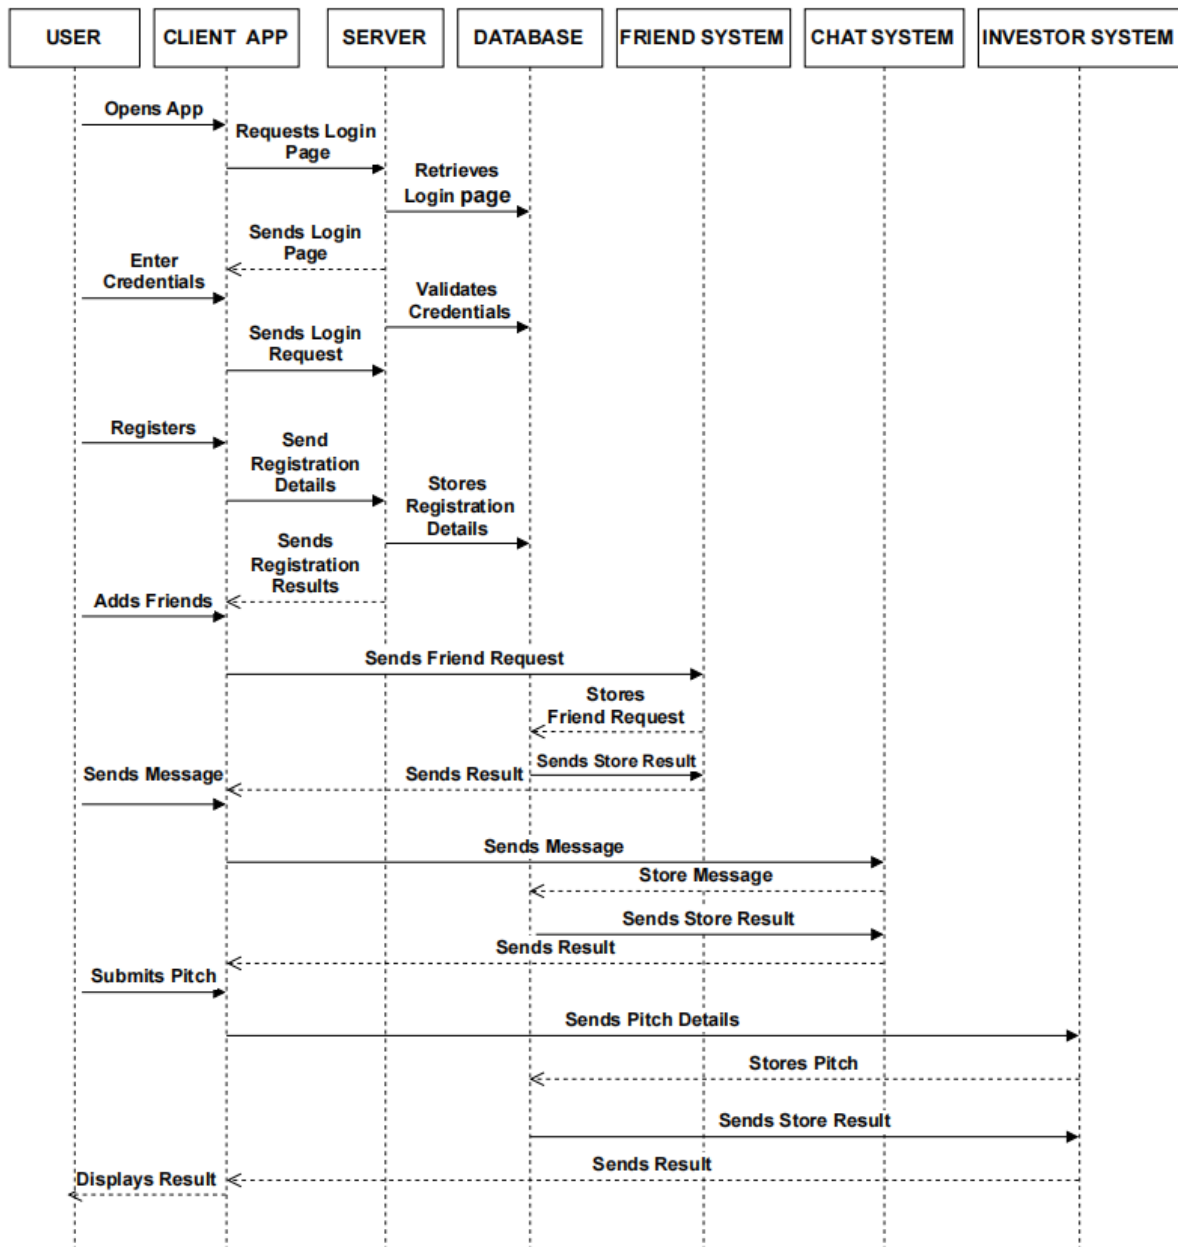 USER
CLIENT APP
SERVER
DATABASE
FRIEND SYSTEM
CHAT SYSTEM
INVESTOR SYSTEM
Opens App
Requests Login
Page
Retrieves
Login page
Sends Login
Page
Enter
Credentials
Validates
Credentials
Sends Login
Request
Registers
Send
Registration
Details
Stores
Registration
Details
Sends
Registration
Results
Adds Friends
Sends Friend Request
Stores
Friend Request
Sends Store Result
Sends Result
Sends Message
Sends Message
Store Message
Sends Store Result
Sends Result
Submits Pitch
Sends Pitch Details
Stores Pitch
Sends Store Result
Sends Result
Displays Result